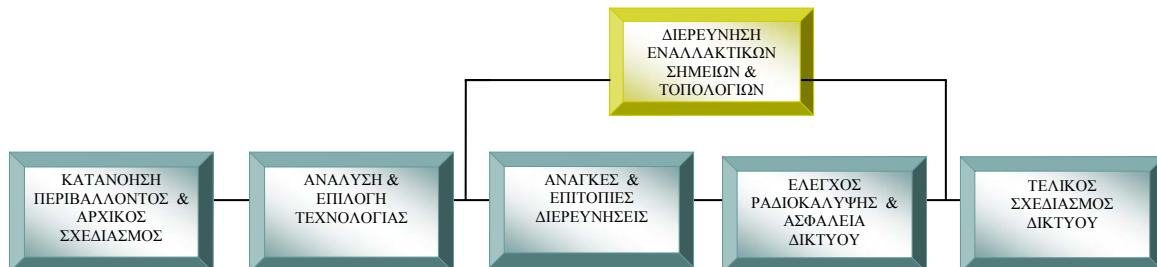 ΔΙΕΡΕΥΝΗΣΗ
ΕΝΑΛΛΑΚΤΙΚΩΝ
ΣΗΜΕΙΩΝ &
ΤΟΠΟΛΟΓΙΩΝ
ΚΑΤΑΝΟΗΣΗ
ΠΕΡΙΒΑΛΛΟΝΤΟΣ &
ΑΡΧΙΚΟΣ
ΣΧΕΔΙΑΣΜΟΣ
ΑΝΑΛΥΣΗ &
ΕΠΙΛΟΓΗ
ΤΕΧΝΟΛΟΓΙΑΣ
ΑΝΑΓΚΕΣ &
ΕΠΙΤΟΠΙΕΣ
ΔΙΕΡΕΥΝΗΣΕΙΣ
ΕΛΕΓΧΟΣ
ΡΑΔΙΟΚΑΛΥΨΗΣ &
ΑΣΦΑΛΕΙΑ
ΔΙΚΤΥΟΥ
ΤΕΛΙΚΟΣ
ΣΧΕΔΙΑΣΜΟΣ
ΔΙΚΤΥΟΥ